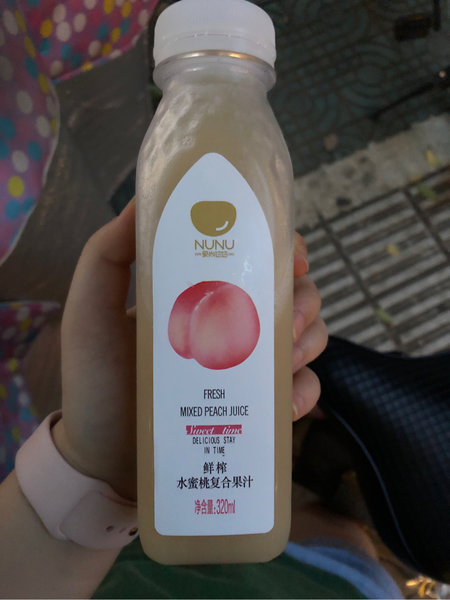 NUNU
FRESH
MIXED PEACH JUICE
Sweet time
DELICIOUS STAY
IN TIME
鲜榨
水蜜桃复合果汁
净含量:320ml